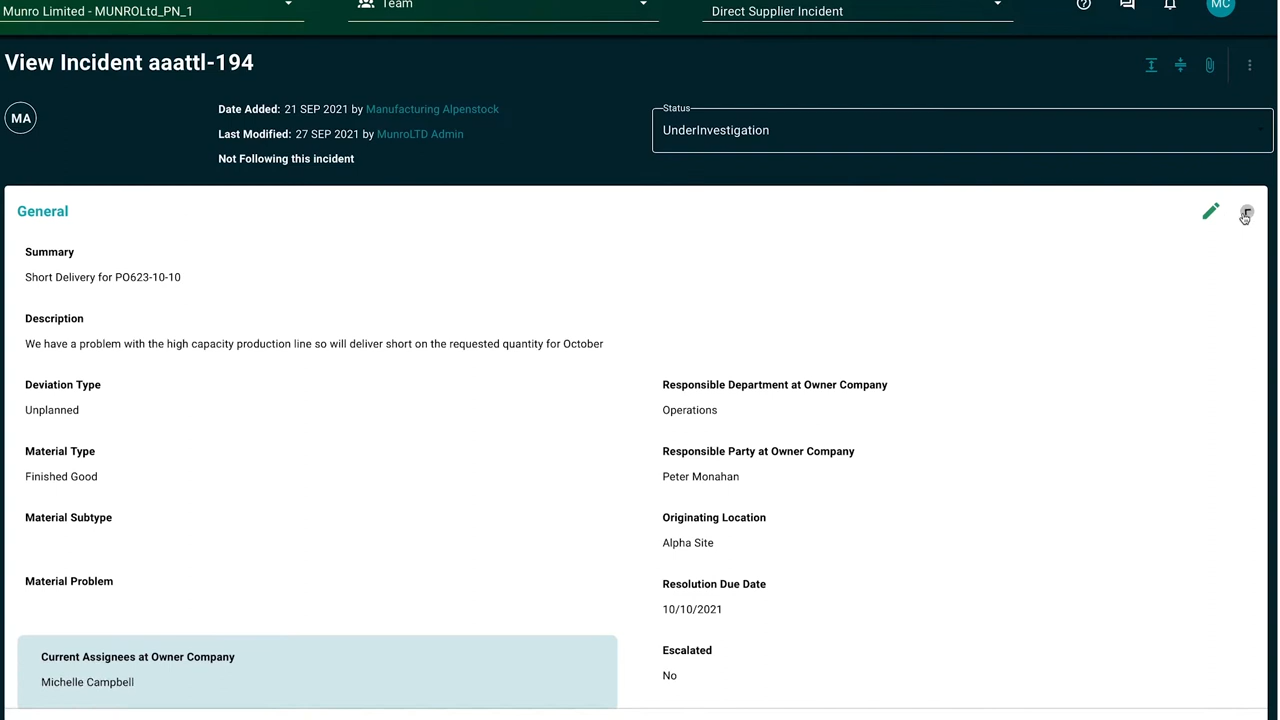 Munro Limited - MUNROLtd_PN_1
Team
Direct Supplier Incident
MC
View Incident aaattl-194
MA
Date Added: 21 SEP 2021 by Manufacturing Alpenstock
Last Modified: 27 SEP 2021 by MunroLTD Admin
Not Following this incident
Status
UnderInvestigation
General
Summary
Short Delivery for PO623-10-10
Description
We have a problem with the high capacity production line so will deliver short on the requested quantity for October
Deviation Type
Unplanned
Responsible Department at Owner Company
Operations
Material Type
Finished Good
Responsible Party at Owner Company
Peter Monahan
Material Subtype
Originating Location
Alpha Site
Material Problem
Resolution Due Date
10/10/2021
Current Assignees at Owner Company
Michelle Campbell
Escalated
No